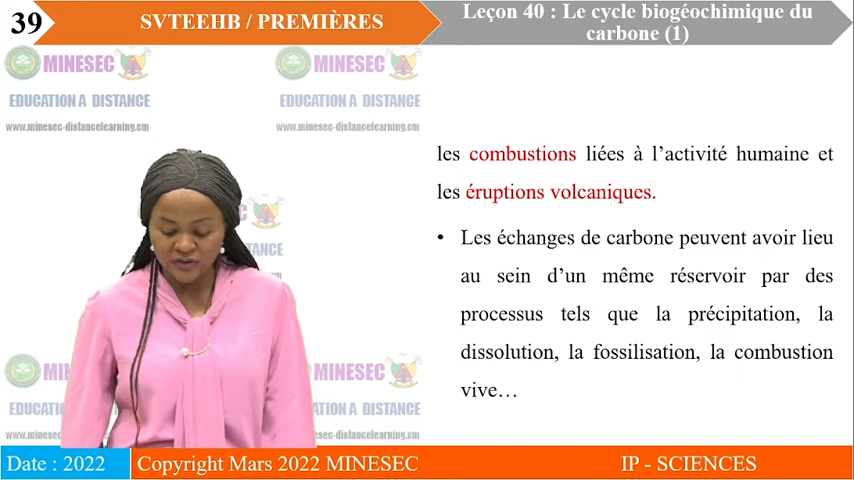 39
SVTEEHB / PREMIÈRES
Leçon 40 : Le cycle biogéochimique du
carbone (1)
MINESEC
EDUCATION A DISTANCE
www.minesec-distancelearning.cm
MINESEC
EDUCATION A DISTANCE
www.minesec-distancelearning.cm
les combustions liées à l’activité humaine et
les éruptions volcaniques.
• Les échanges de carbone peuvent avoir lieu
au sein d’un même réservoir par des
processus tels que la précipitation, la
dissolution, la fossilisation, la combustion
vive…
MINESEC
MINESEC
Date : 2022
Copyright Mars 2022 MINESEC
IP - SCIENCES